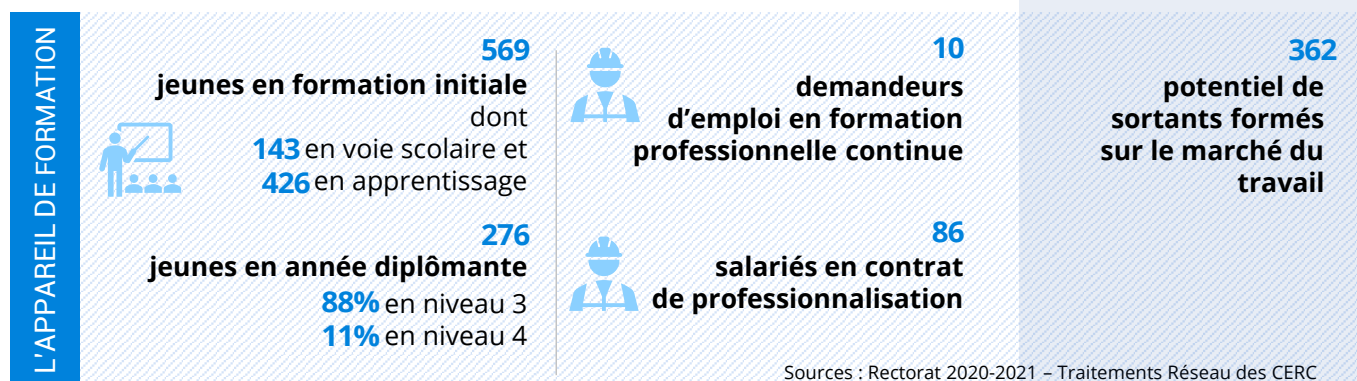 L'APPAREIL DE FORMATION
569
jeunes en formation initiale
dont
143 en voie scolaire et
426 en apprentissage
276
jeunes en année diplômante
88% en niveau 3
11% en niveau 4
10
demandeurs
d’emploi en formation
professionnelle continue
86
salariés en contrat
de professionnalisation
362
potentiel de
sortants formés
sur le marché du
travail
Sources : Rectorat 2020-2021 – Traitements Réseau des CERC